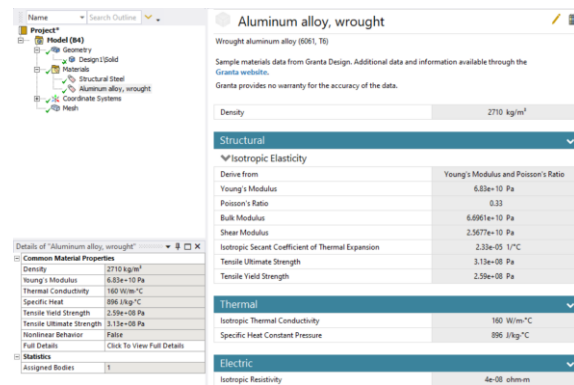 Name
Search Outline
Project*
Model (B4)
Geometry
Design1\Solid
Materials
Structural Steel
Aluminum alloy, wrought
Coordinate Systems
Mesh
Details of "Aluminum alloy, wrought"
Common Material Properties
Density 2710 kg/m³
Young's Modulus 6.83e+10 Pa
Thermal Conductivity 160 W/m·°C
Specific Heat 896 J/kg·°C
Tensile Yield Strength 2.59e+08 Pa
Tensile Ultimate Strength 3.13e+08 Pa
Nonlinear Behavior False
Full Details Click To View Full Details
Statistics
Assigned Bodies 1
Aluminum alloy, wrought
Wrought aluminum alloy (6061, T6)
Sample materials data from Granta Design. Additional data and information available through the
Granta website.
Granta provides no warranty for the accuracy of the data.
Density 2710 kg/m³
Structural
Isotropic Elasticity
Derive from Young's Modulus and Poisson's Ratio
Young's Modulus 6.83e+10 Pa
Poisson's Ratio 0.33
Bulk Modulus 6.6961e+10 Pa
Shear Modulus 2.5677e+10 Pa
Isotropic Secant Coefficient of Thermal Expansion 2.33e-05 1/°C
Tensile Ultimate Strength 3.13e+08 Pa
Tensile Yield Strength 2.59e+08 Pa
Thermal
Isotropic Thermal Conductivity 160 W/m·°C
Specific Heat Constant Pressure 896 J/kg·°C
Electric
Isotropic Resistivity 4e-08 ohm·m